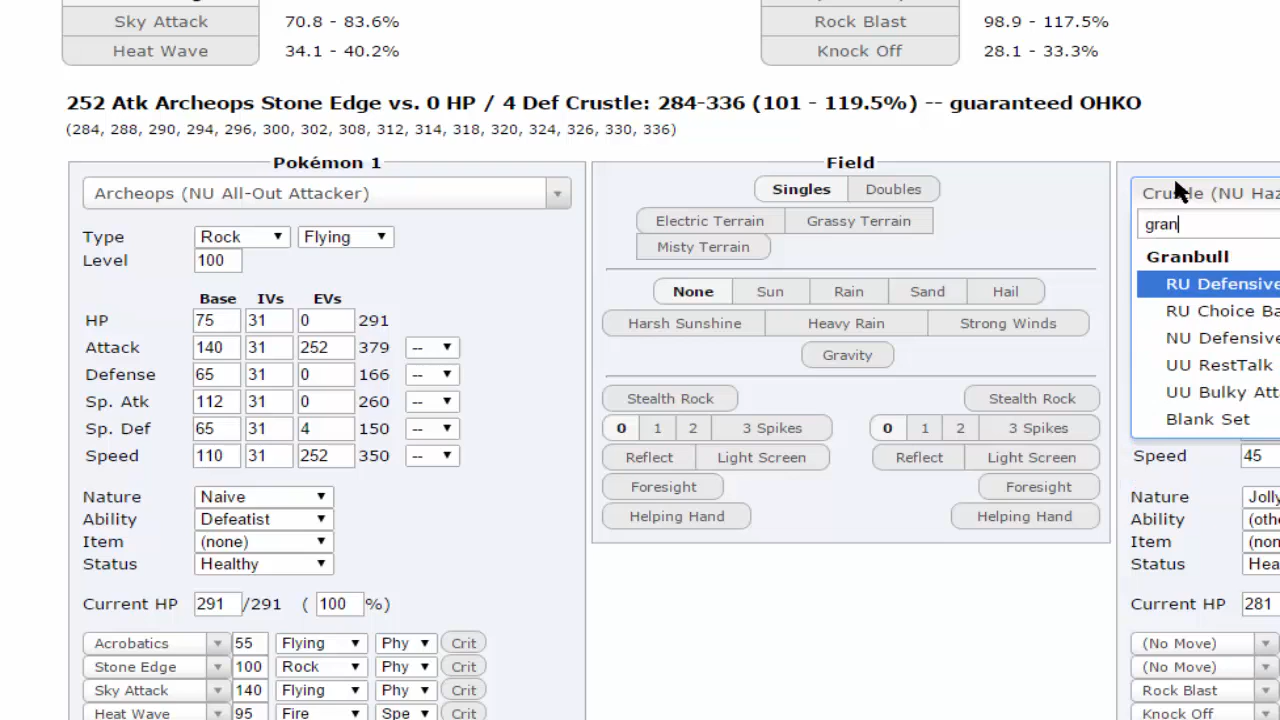 Sky Attack 70.8 - 83.6% Rock Blast 98.9 - 117.5%
Heat Wave 34.1 - 40.2% Knock Off 28.1 - 33.3%
252 Atk Archeops Stone Edge vs. 0 HP / 4 Def Crustle: 284-336 (101 - 119.5%) -- guaranteed OHKO
(284, 288, 290, 294, 296, 300, 302, 308, 312, 314, 318, 320, 324, 326, 330, 336)
Pokémon 1
Archeops (NU All-Out Attacker)
Type Rock Flying
Level 100
Base IVs EVs
HP 75 31 0 291
Attack 140 31 252 379 --
Defense 65 31 0 166 --
Sp. Atk 112 31 0 260 --
Sp. Def 65 31 4 150 --
Speed 110 31 252 350 --
Nature Naive
Ability Defeatist
Item (none)
Status Healthy
Current HP 291 /291 ( 100 %)
Acrobatics 55 Flying Phy Crit
Stone Edge 100 Rock Phy Crit
Sky Attack 140 Flying Phy Crit
Heat Wave 95 Fire Spe Crit
Field
Singles Doubles
Electric Terrain Grassy Terrain
Misty Terrain
None Sun Rain Sand Hail
Harsh Sunshine Heavy Rain Strong Winds
Gravity
Stealth Rock Stealth Rock
0 1 2 3 Spikes 0 1 2 3 Spikes
Reflect Light Screen Reflect Light Screen
Foresight Foresight
Helping Hand Helping Hand
(NU Haz
gran
Granbull
RU Defensive
RU Choice Ba
NU Defensive
UU RestTalk
UU Bulky Att
Blank Set
Speed 45
Nature Jolly
Ability (othe
Item (non
Status Hea
Current HP 281
(No Move)
(No Move)
Rock Blast
Knock Off